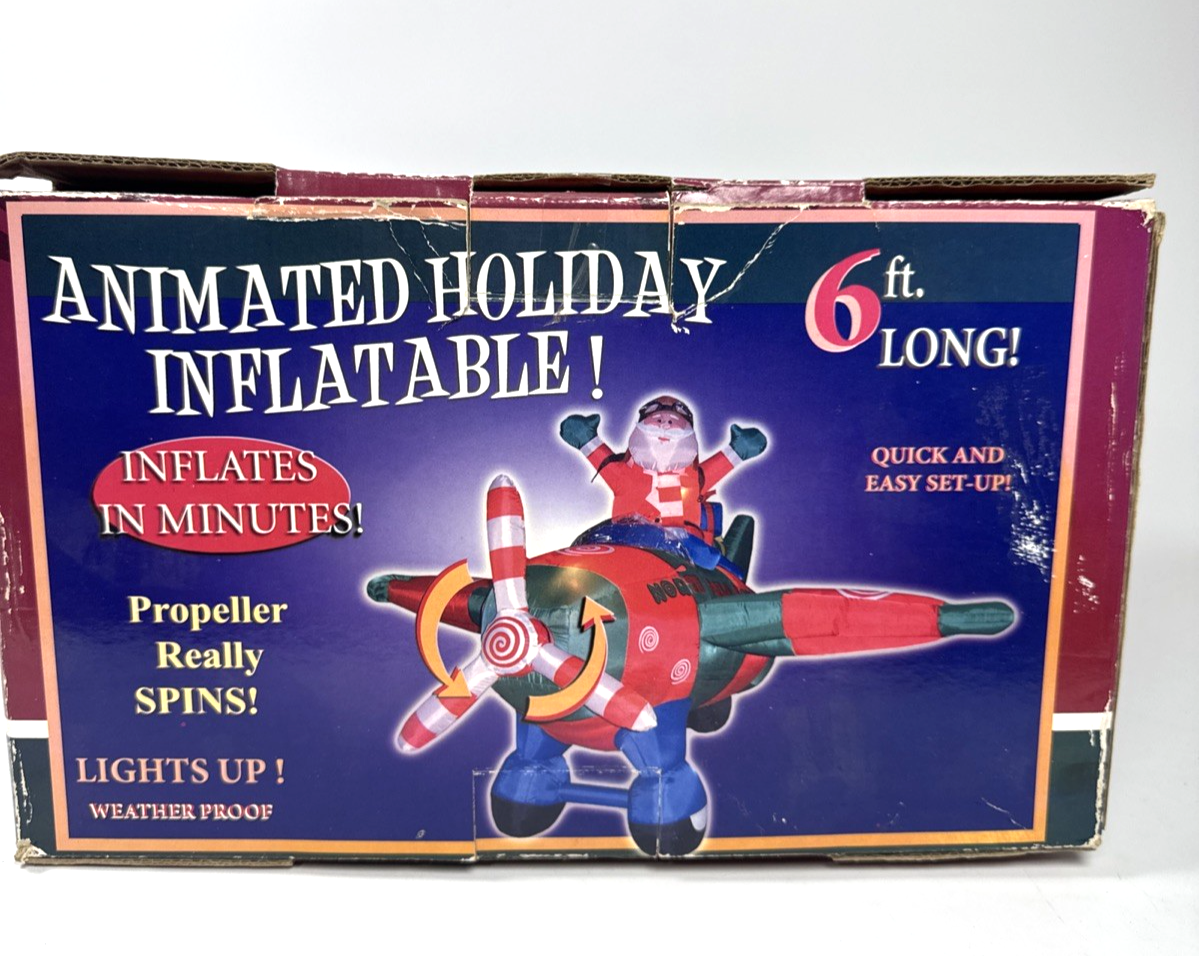 ANIMATED HOLIDAY
INFLATABLE!
6 ft.
LONG!
INFLATES
IN MINUTES!
QUICK AND
EASY SET-UP!
Propeller
Really
SPINS!
LIGHTS UP!
WEATHER PROOF